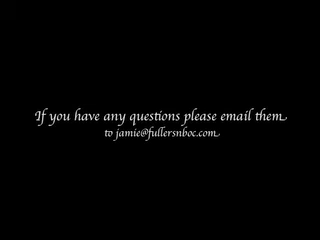 If you have any questions please email them
to jamie@fullersnboc.com